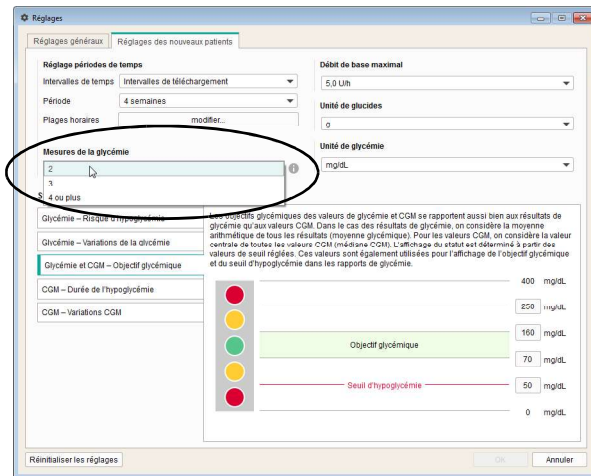 Réglages
Réglages généraux
Réglages des nouveaux patients
Réglage périodes de temps
Intervalles de temps
Intervalles de téléchargement
Période
4 semaines
Plages horaires
modifier...
Mesures de la glycémie
2
3
4 ou plus
S
Débit de base maximal
5,0 U/h
Unité de glucides
g
Unité de glycémie
mg/dL
Glycémie – Risque d'hypoglycémie
Glycémie – Variations de la glycémie
Glycémie et CGM – Objectif glycémique
CGM – Durée de l'hypoglycémie
CGM – Variations CGM
Les objectifs glycémiques des valeurs de glycémie et CGM se rapportent aussi bien aux résultats de
glycémie qu'aux valeurs CGM. Dans le cas des résultats de glycémie, on considère la moyenne
arithmétique de tous les résultats (moyenne glycémique). Pour les valeurs CGM, on considère la valeur
centrale de toutes les valeurs CGM (médiane CGM). L'affichage du statut est déterminé à partir des
valeurs de seuil réglées. Ces valeurs sont également utilisées pour l'affichage de l'objectif glycémique
et du seuil d'hypoglycémie dans les rapports de glycémie.
400 mg/dL
250 mg/dL
160 mg/dL
Objectif glycémique
70 mg/dL
Seuil d'hypoglycémie
50 mg/dL
0 mg/dL
Réinitialiser les réglages
OK
Annuler